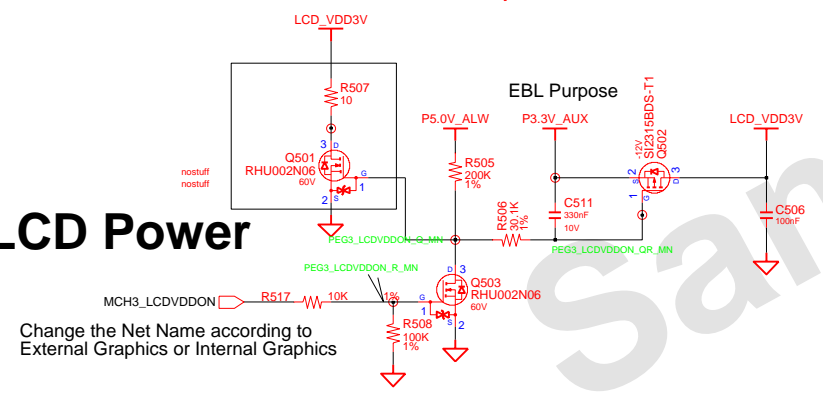 LCD_VDD3V
R507
10
3 D
Q501
RHU002N06
60V
G
1
2 S
nostuff
nostuff
EBL Purpose
P5.0V_ALW
P3.3V_AUX
LCD_VDD3V
-12V
SI2315BDS-T1
Q502
2
S
3
D
1
G
R505
200K
1%
R506
30.1K
1%
C511
330nF
10V
C506
100nF
LCD Power
PEG3_LCDVDDON_G_MN
PEG3_LCDVDDON_QR_MN
PEG3_LCDVDDON_R_MN
D 3
Q503
RHU002N06
60V
G
1
S 2
MCH3_LCDVDDON
R517
10K
1%
R508
100K
1%
Change the Net Name according to
External Graphics or Internal Graphics
Sam